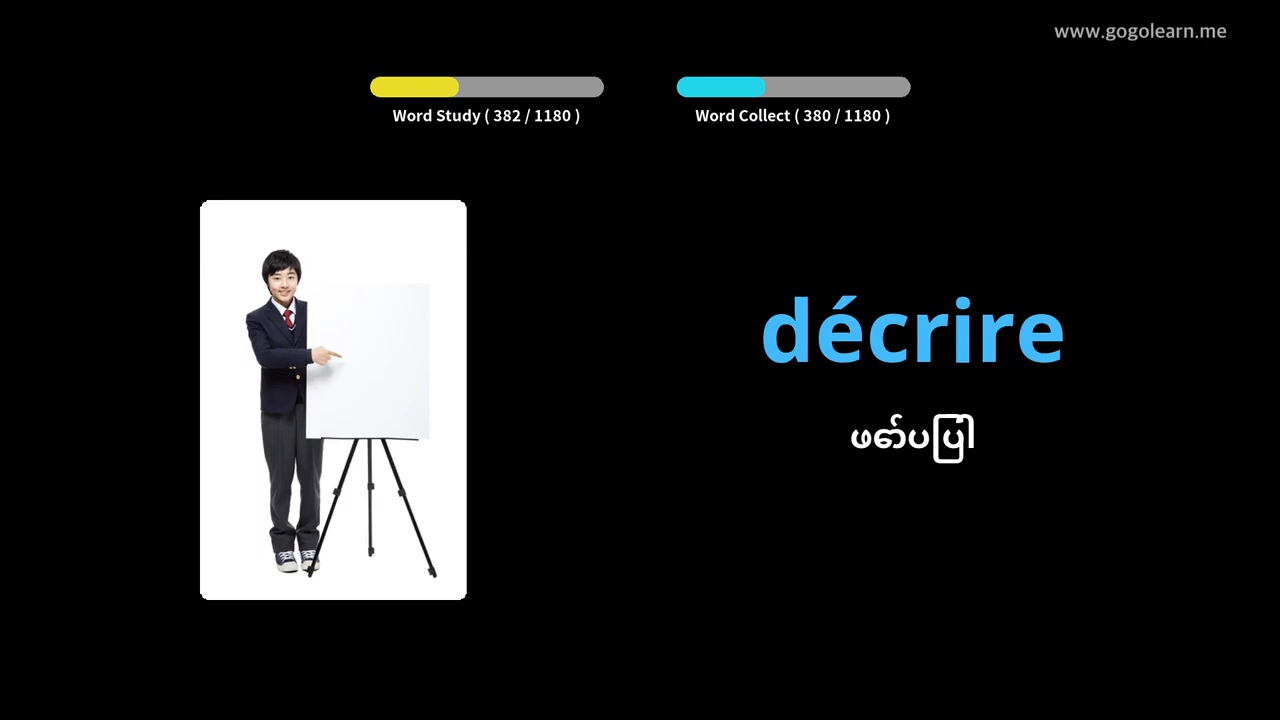 www.gogolearn.me
Word Study ( 382 / 1180 )
Word Collect ( 380 / 1180 )
décrire
ဖော်ပြပါ